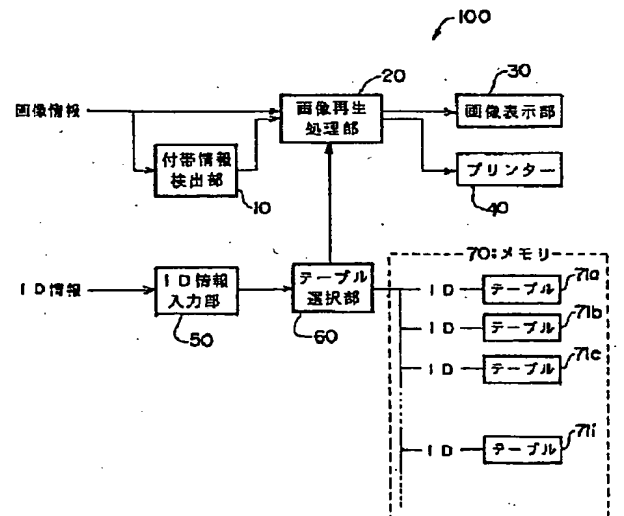 100
20
30
画像情報
画像再生
処理部
画像表示部
付帯情報
検出部
10
プリンター
40
70:メモリ
ID情報
ID情報
入力部
50
テーブル
選択部
60
ID
テーブル
71a
ID
テーブル
71b
ID
テーブル
71c
ID
テーブル
71i